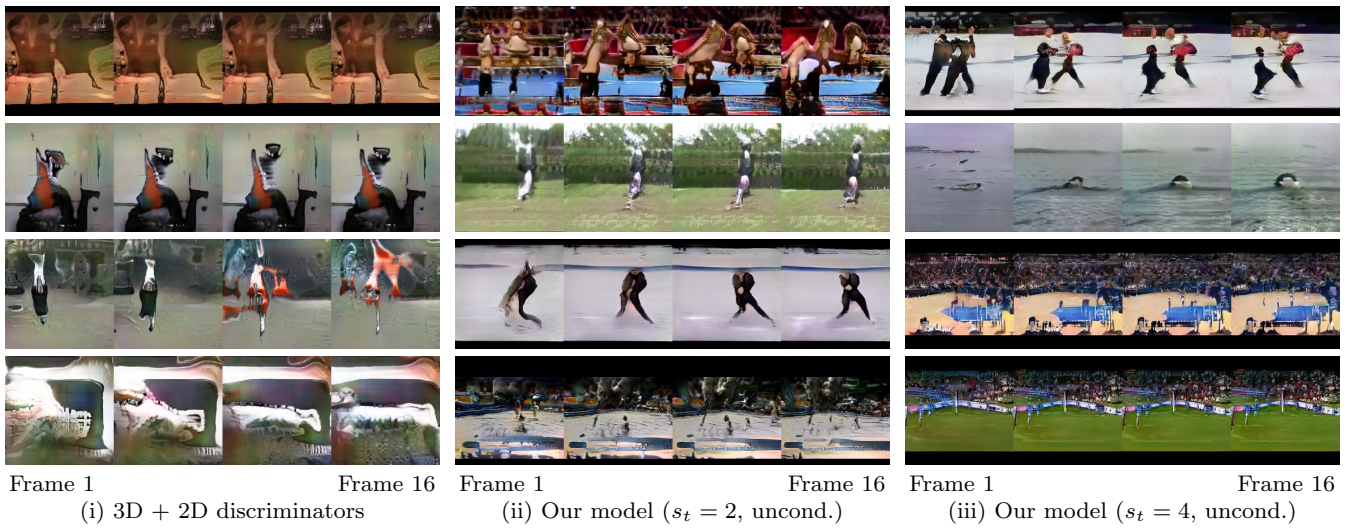 Frame 1 Frame 16 Frame 1 Frame 16 Frame 1 Frame 16
(i) 3D + 2D discriminators (ii) Our model (s_t = 2, uncond.) (iii) Our model (s_t = 4, uncond.)